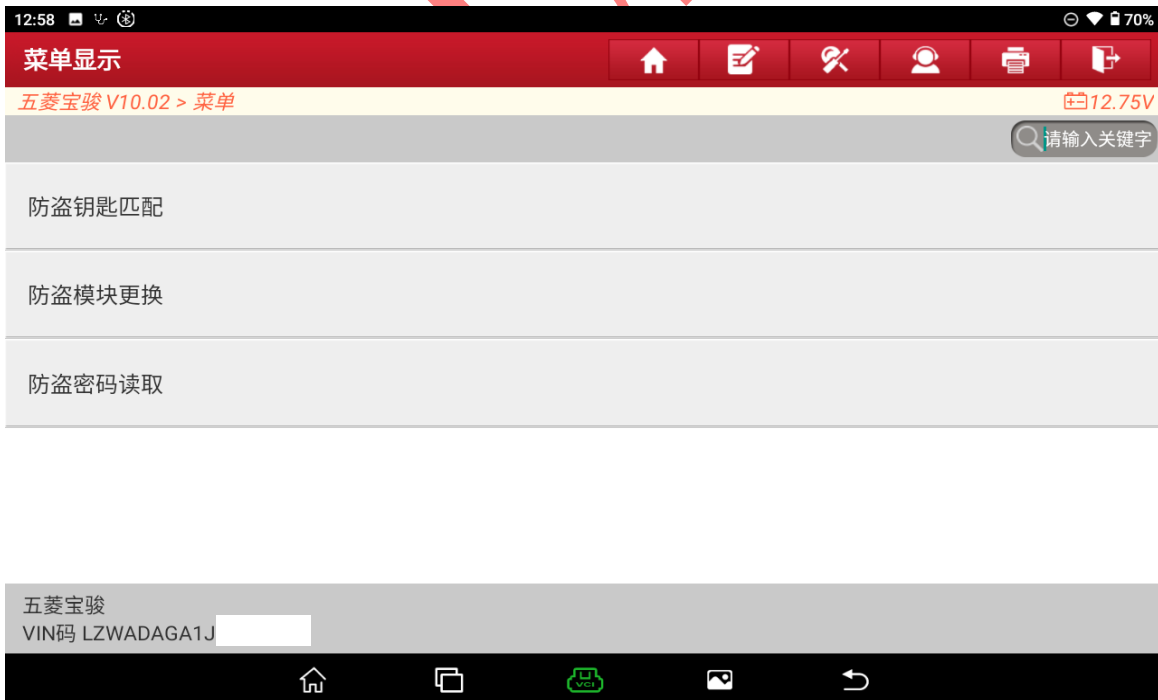 12:58 70%
菜单显示
五菱宝骏 V10.02 > 菜单 12.75V
请输入关键字
防盗钥匙匹配
防盗模块更换
防盗密码读取
五菱宝骏
VIN码 LZWADAGA1J
VCI